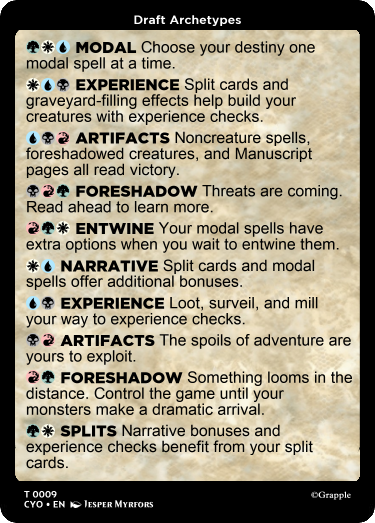 Draft Archetypes
MODAL Choose your destiny one
modal spell at a time.
EXPERIENCE Split cards and
graveyard-filling effects help build your
creatures with experience checks.
ARTIFACTS Noncreature spells,
foreshadowed creatures, and Manuscript
pages all read victory.
FORESHADOW Threats are coming.
Read ahead to learn more.
ENTWINE Your modal spells have
extra options when you wait to entwine them.
NARRATIVE Split cards and modal
spells offer additional bonuses.
EXPERIENCE Loot, surveil, and mill
your way to experience checks.
ARTIFACTS The spoils of adventure are
yours to exploit.
FORESHADOW Something looms in the
distance. Control the game until your
monsters make a dramatic arrival.
SPLITS Narrative bonuses and
experience checks benefit from your split
cards.
T 0009
CYO • EN JESPER MYRFORS
©Grapple